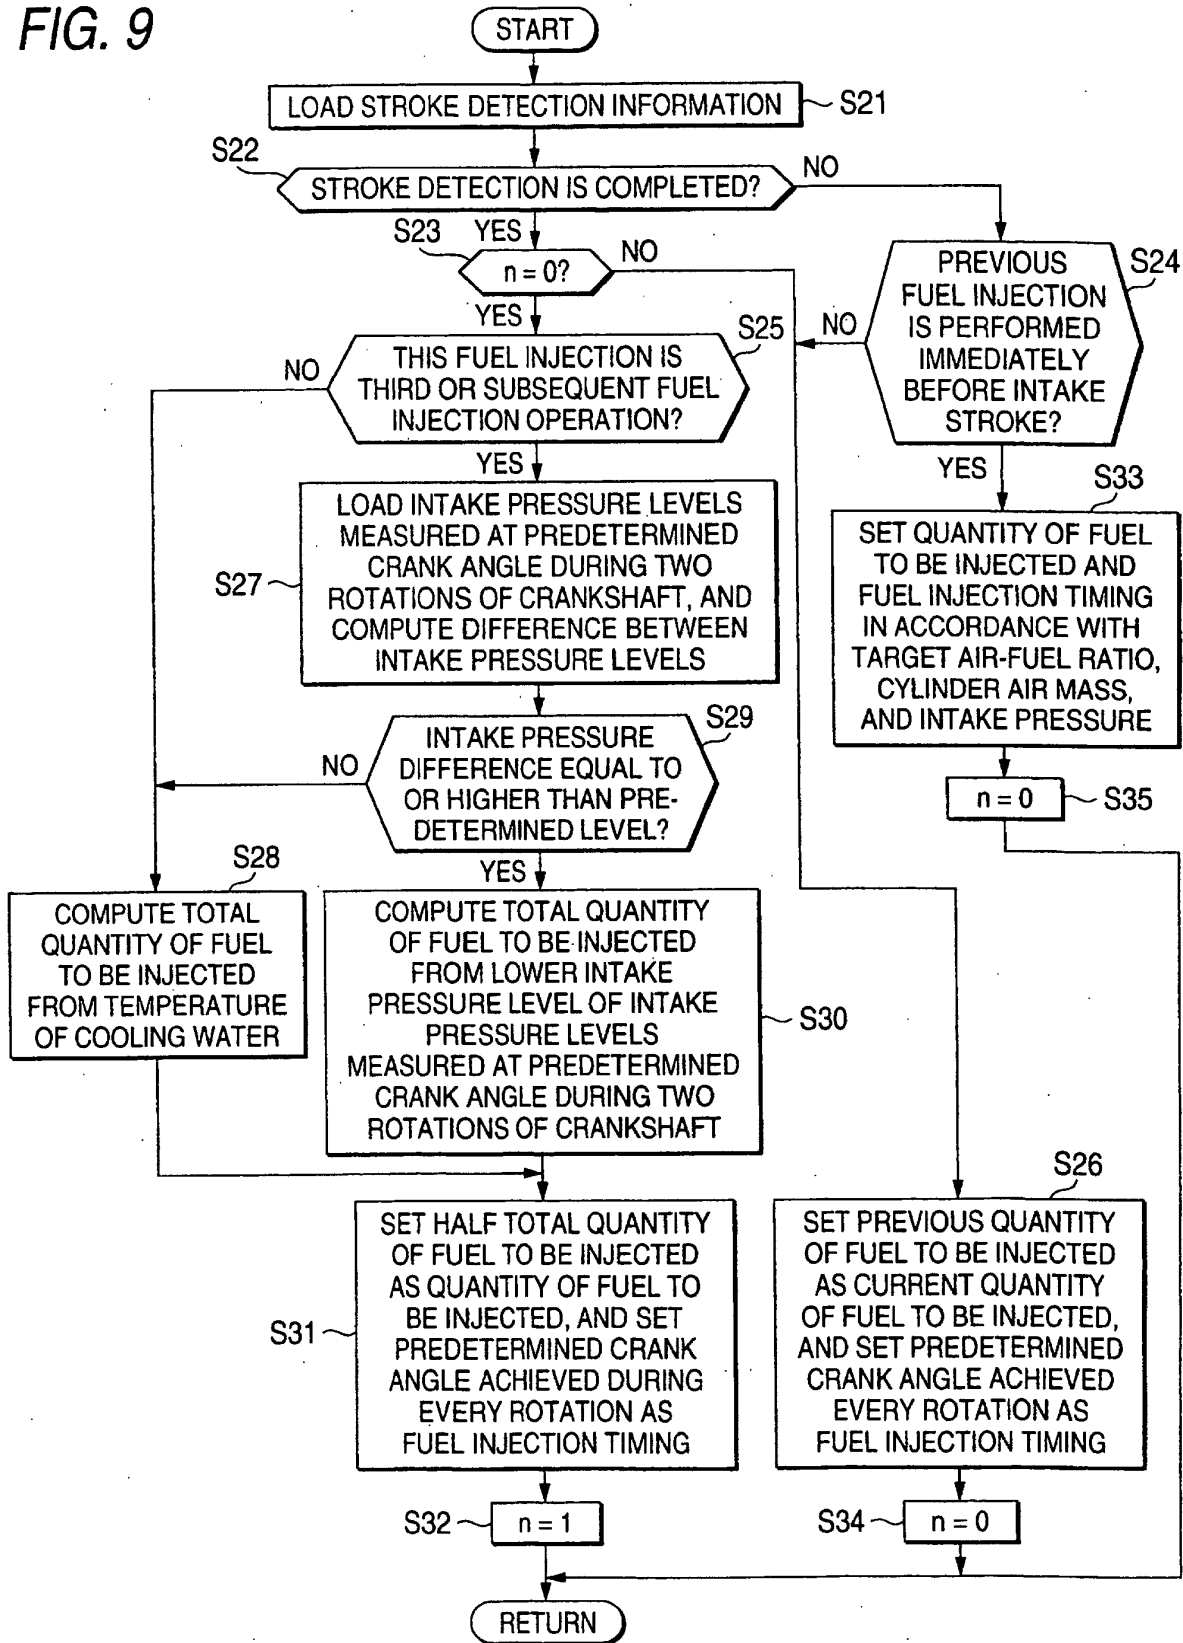 FIG. 9
START
LOAD STROKE DETECTION INFORMATION
S21
S22
STROKE DETECTION IS COMPLETED?
NO
YES
S23
n = 0?
NO
YES
PREVIOUS
FUEL INJECTION
IS PERFORMED
IMMEDIATELY
BEFORE INTAKE
STROKE?
S24
NO
YES
S25
THIS FUEL INJECTION IS
THIRD OR SUBSEQUENT FUEL
INJECTION OPERATION?
NO
YES
S27
LOAD INTAKE PRESSURE LEVELS
MEASURED AT PREDETERMINED
CRANK ANGLE DURING TWO
ROTATIONS OF CRANKSHAFT, AND
COMPUTE DIFFERENCE BETWEEN
INTAKE PRESSURE LEVELS
S33
SET QUANTITY OF FUEL
TO BE INJECTED AND
FUEL INJECTION TIMING
IN ACCORDANCE WITH
TARGET AIR-FUEL RATIO,
CYLINDER AIR MASS,
AND INTAKE PRESSURE
S29
INTAKE PRESSURE
DIFFERENCE EQUAL TO
OR HIGHER THAN PRE-
DETERMINED LEVEL?
NO
YES
n = 0
S35
S28
COMPUTE TOTAL
QUANTITY OF FUEL
TO BE INJECTED
FROM TEMPERATURE
OF COOLING WATER
COMPUTE TOTAL QUANTITY
OF FUEL TO BE INJECTED
FROM LOWER INTAKE
PRESSURE LEVEL OF INTAKE
PRESSURE LEVELS
MEASURED AT PREDETERMINED
CRANK ANGLE DURING TWO
ROTATIONS OF CRANKSHAFT
S30
S31
SET HALF TOTAL QUANTITY
OF FUEL TO BE INJECTED
AS QUANTITY OF FUEL TO
BE INJECTED, AND SET
PREDETERMINED CRANK
ANGLE ACHIEVED DURING
EVERY ROTATION AS
FUEL INJECTION TIMING
S26
SET PREVIOUS QUANTITY
OF FUEL TO BE INJECTED
AS CURRENT QUANTITY
OF FUEL TO BE INJECTED,
AND SET PREDETERMINED
CRANK ANGLE ACHIEVED
EVERY ROTATION AS
FUEL INJECTION TIMING
S32
n = 1
S34
n = 0
RETURN